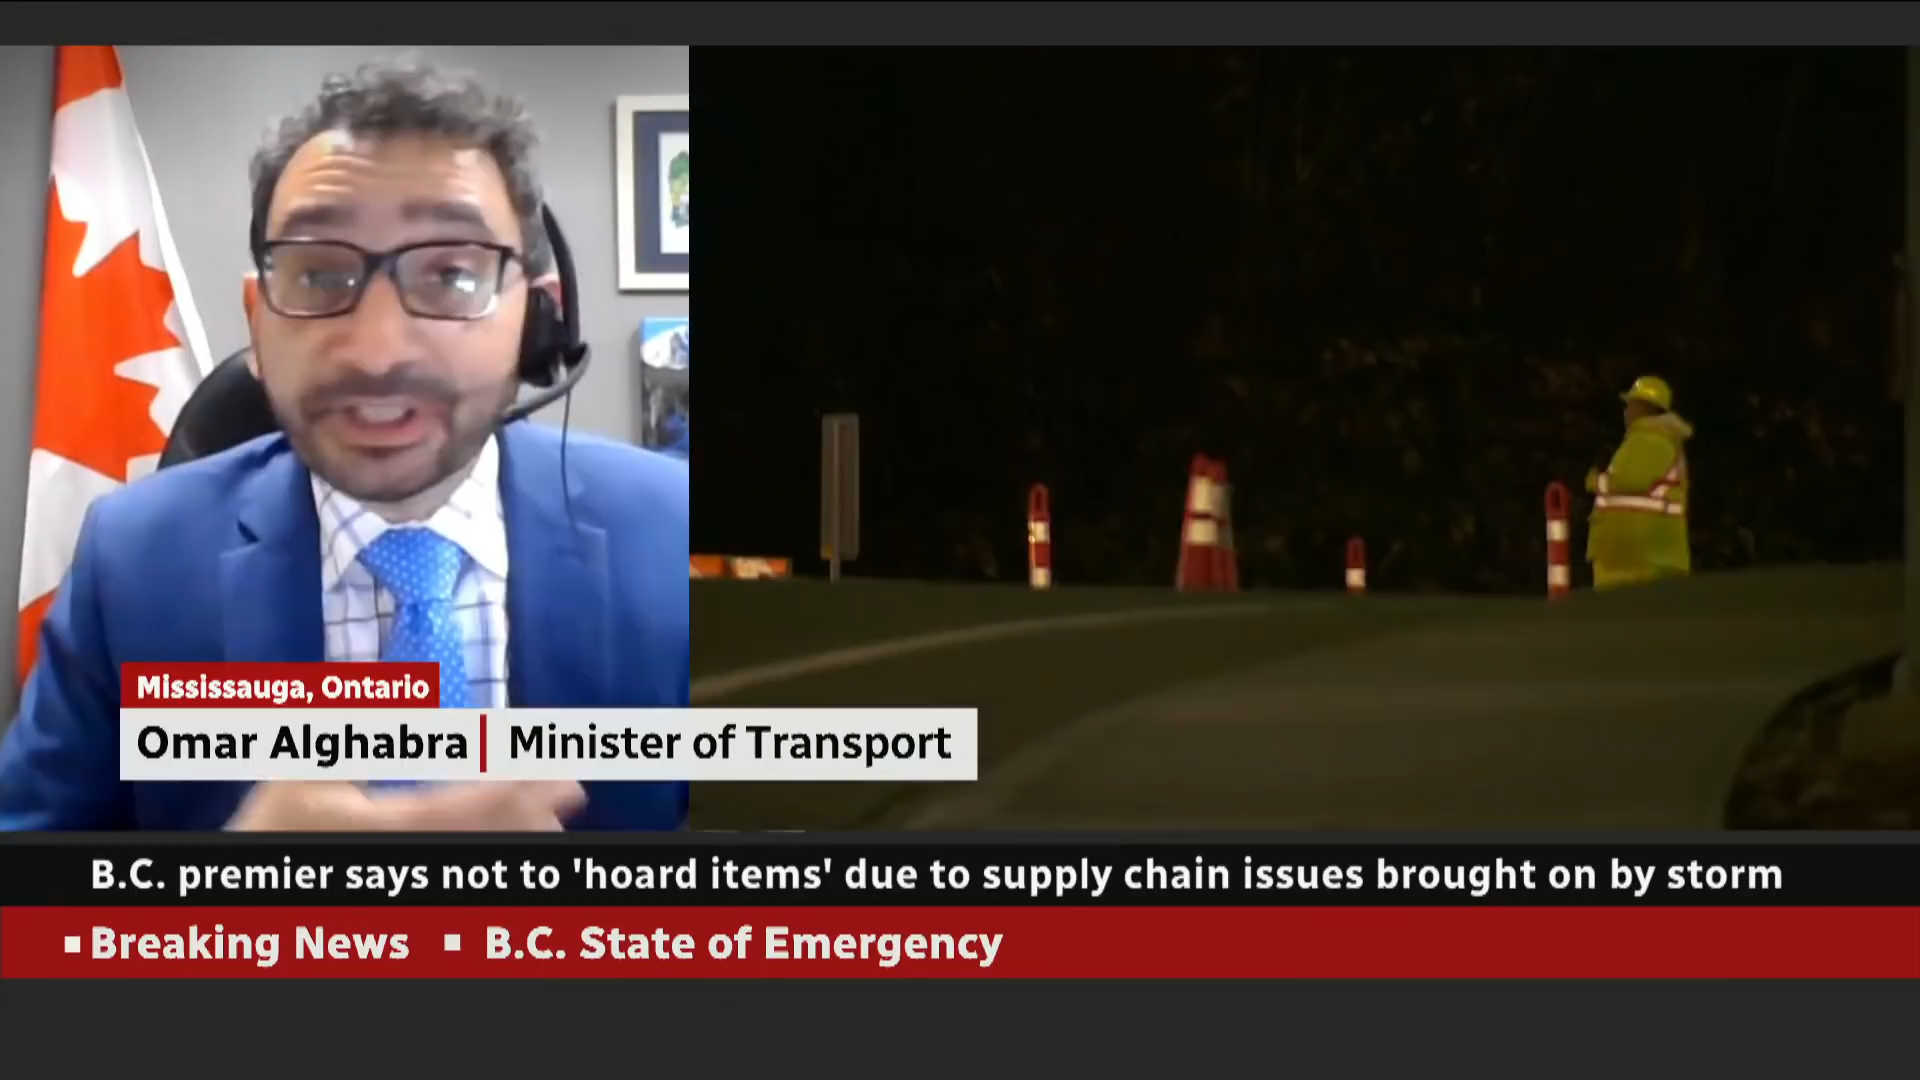 Mississauga, Ontario
Omar Alghabra | Minister of Transport
B.C. premier says not to 'hoard items' due to supply chain issues brought on by storm
Breaking News ▪ B.C. State of Emergency